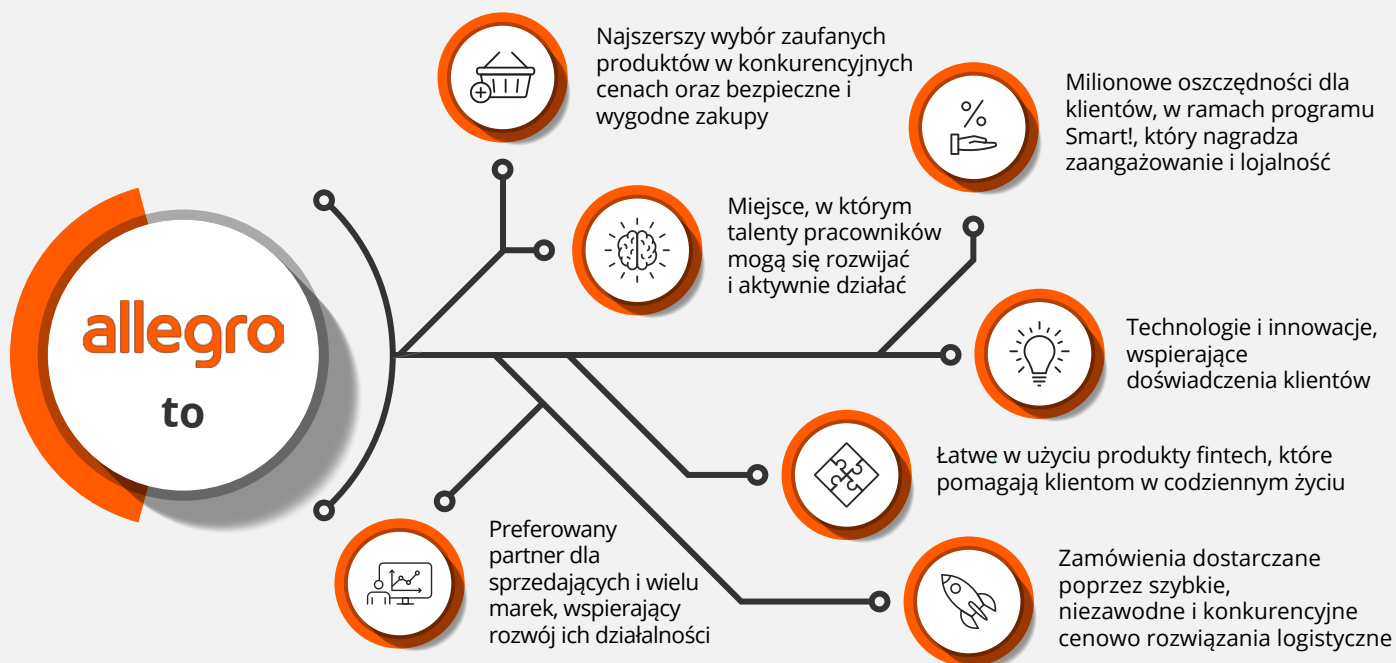 allegro
to
Najszerszy wybór zaufanych
produktów w konkurencyjnych
cenach oraz bezpieczne i
wygodne zakupy
Milionowe oszczędności dla
klientów, w ramach programu
Smart!, który nagradza
zaangażowanie i lojalność
Miejsce, w którym
talenty pracowników
mogą się rozwijać
i aktywnie działać
Technologie i innowacje,
wspierające
doświadczenia klientów
Łatwe w użyciu produkty fintech, które
pomagają klientom w codziennym życiu
Preferowany
partner dla
sprzedających i wielu
marek, wspierający
rozwój ich działalności
Zamówienia dostarczane
poprzez szybkie,
niezawodne i konkurencyjne
cenowo rozwiązania logistyczne
%